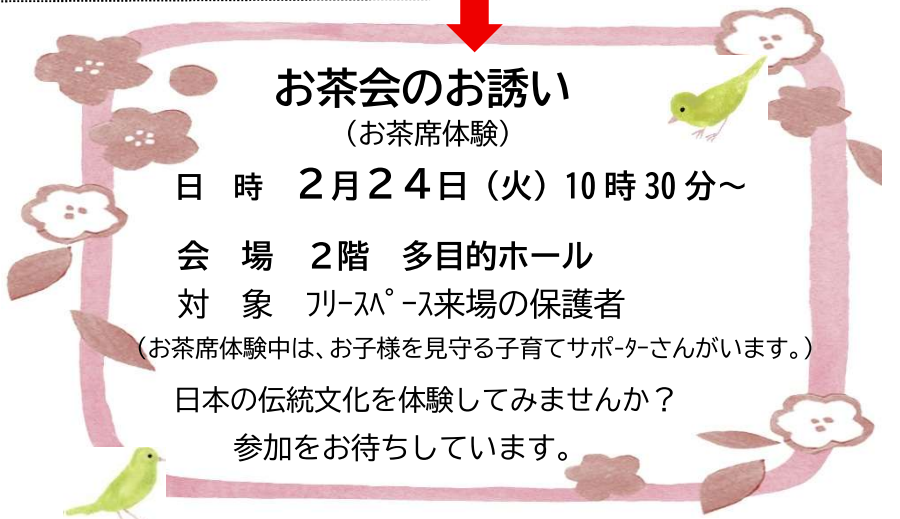 お茶会のお誘い
（お茶席体験）
日　時　２月２４日（火）10時30分～
会　場　２階　多目的ホール
対　象　ﾌﾘｰｽﾍﾟｰｽ来場の保護者
（お茶席体験中は、お子様を見守る子育てサポｰﾀｰさんがいます。）
日本の伝統文化を体験してみませんか？
参加をお待ちしています。